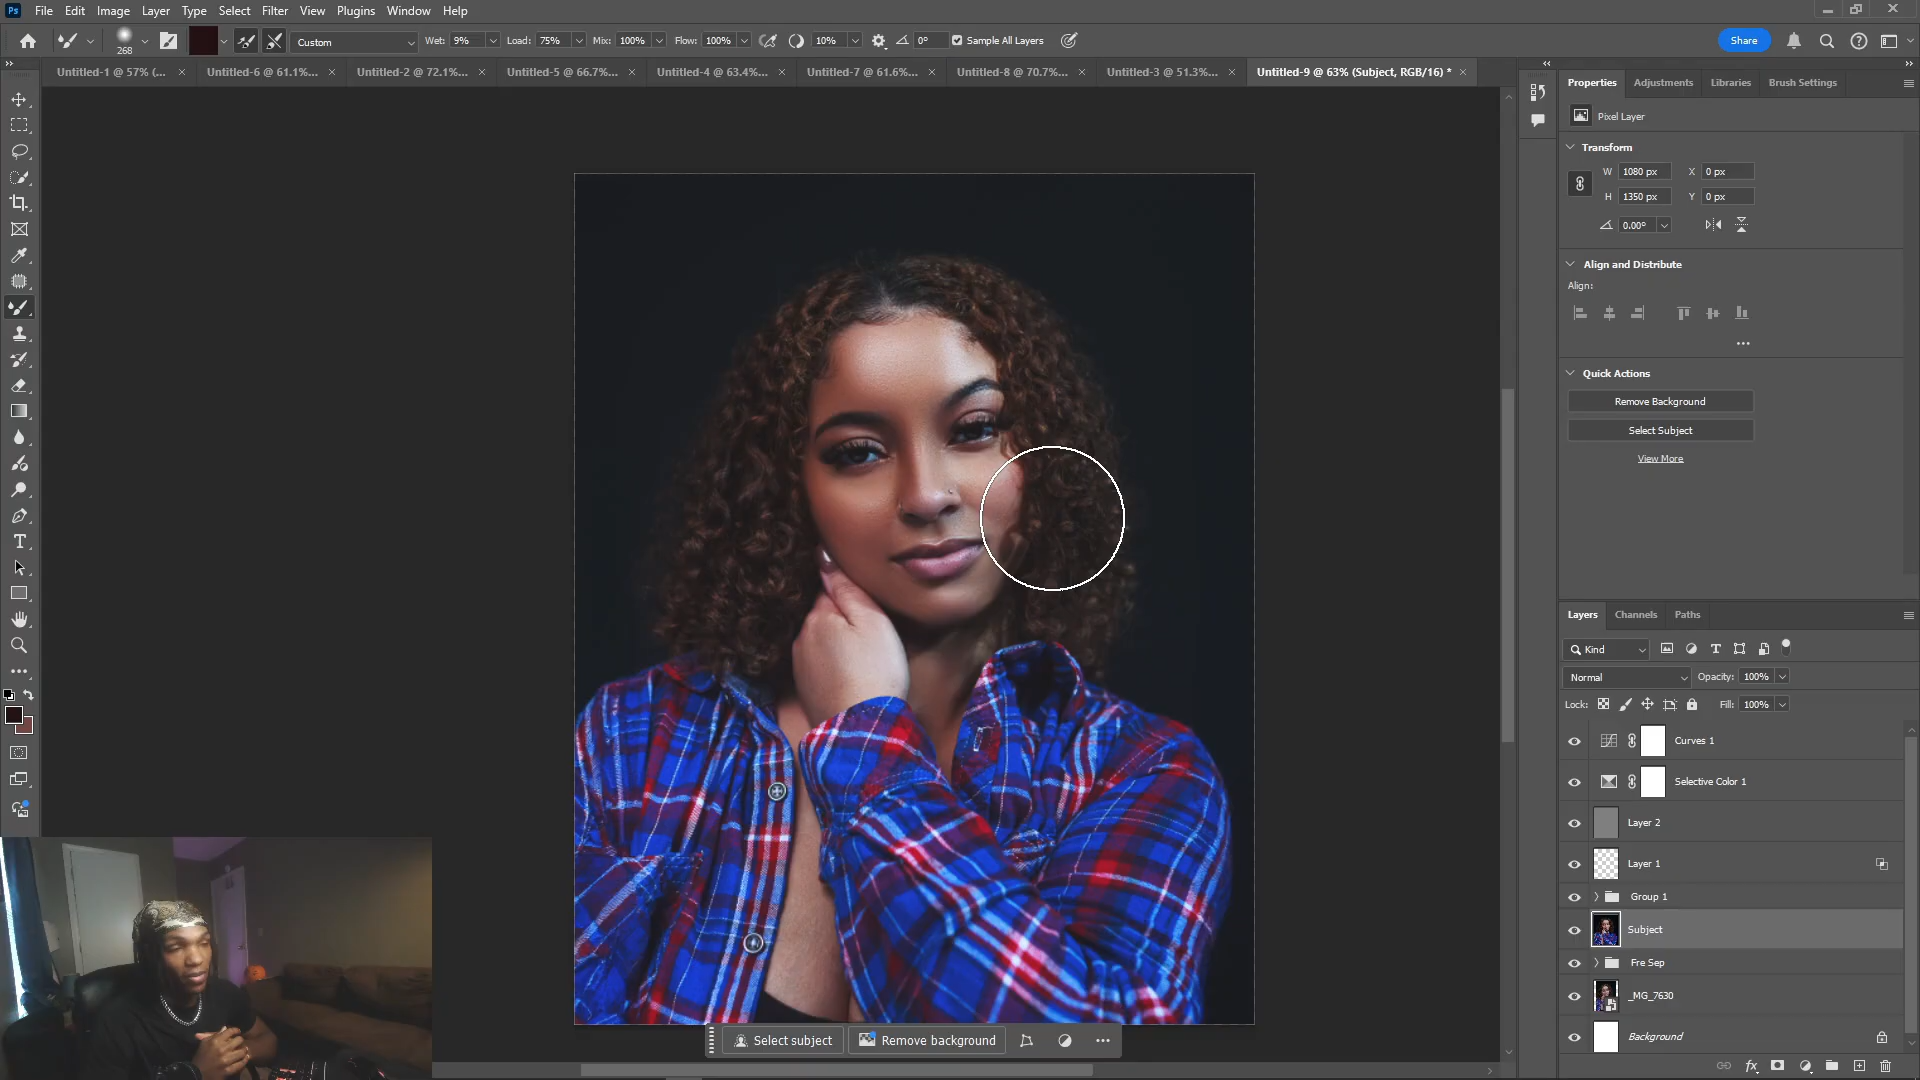 Ps File Edit Image Layer Type Select Filter View Plugins Window Help
268 Custom Wet: 9% Load: 75% Mix: 100% Flow: 100% 10% 0° Sample All Layers Share
Untitled-1 @ 57% (... × Untitled-6 @ 61.1%... × Untitled-2 @ 72.1%... × Untitled-5 @ 66.7%... × Untitled-4 @ 63.4%... × Untitled-7 @ 61.6%... × Untitled-8 @ 70.7%... × Untitled-3 @ 51.3%... × Untitled-9 @ 63% (Subject, RGB/16) * ×
Properties Adjustments Libraries Brush Settings
Pixel Layer
Transform
W 1080 px X 0 px
H 1350 px Y 0 px
0.00°
Align and Distribute
Align:
Quick Actions
Remove Background
Select Subject
View More
Layers Channels Paths
Kind
Normal Opacity: 100%
Lock: Fill: 100%
Curves 1
Selective Color 1
Layer 2
Layer 1
Group 1
Subject
Fre Sep
_MG_7630
Background
Select subject Remove background